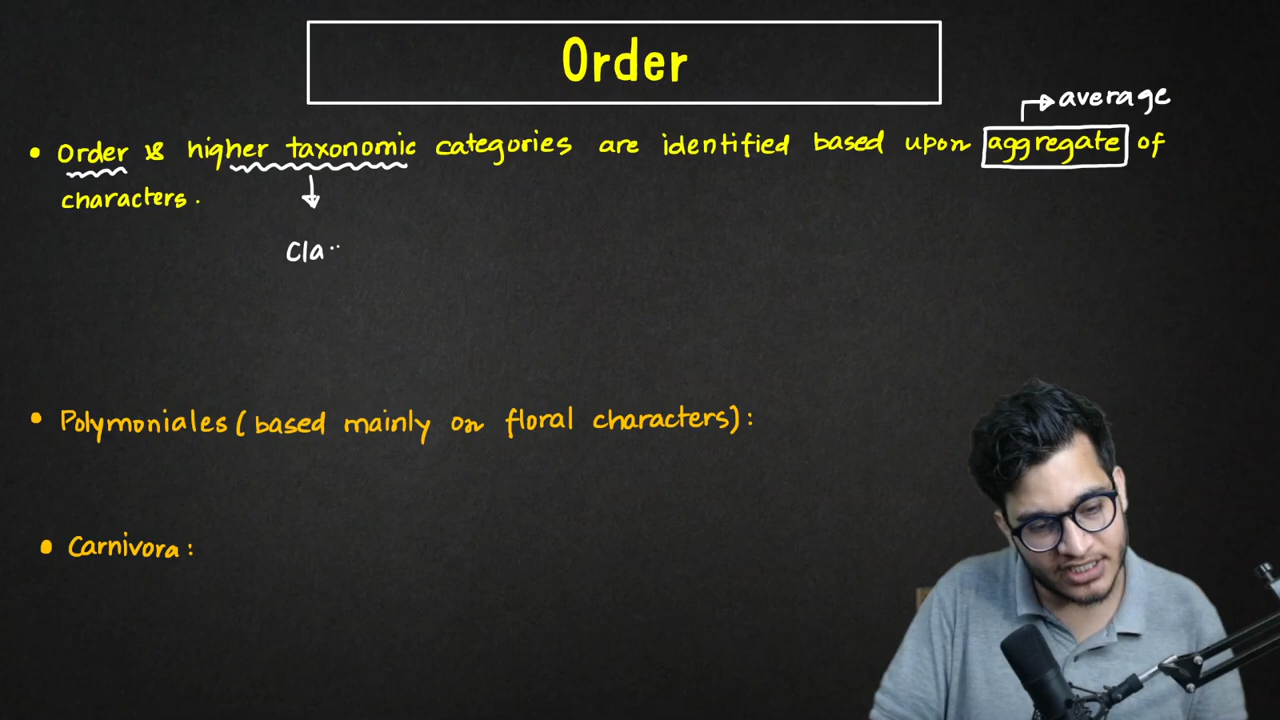 Order
average
• Order & higher taxonomic categories are identified based upon aggregate of
characters.
Cla
• Polymoniales (based mainly on floral characters):
• Carnivora: